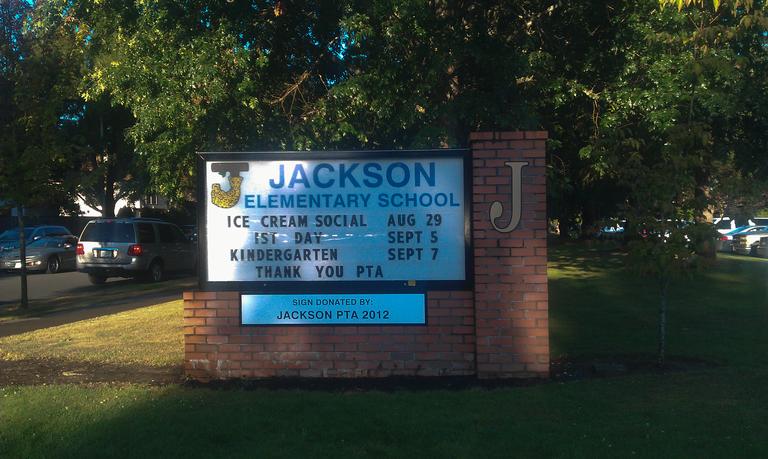 JACKSON
ELEMENTARY SCHOOL
ICE CREAM SOCIAL AUG 29
1ST DAY SEPT 5
KINDERGARTEN SEPT 7
THANK YOU PTA
SIGN DONATED BY:
JACKSON PTA 2012
J